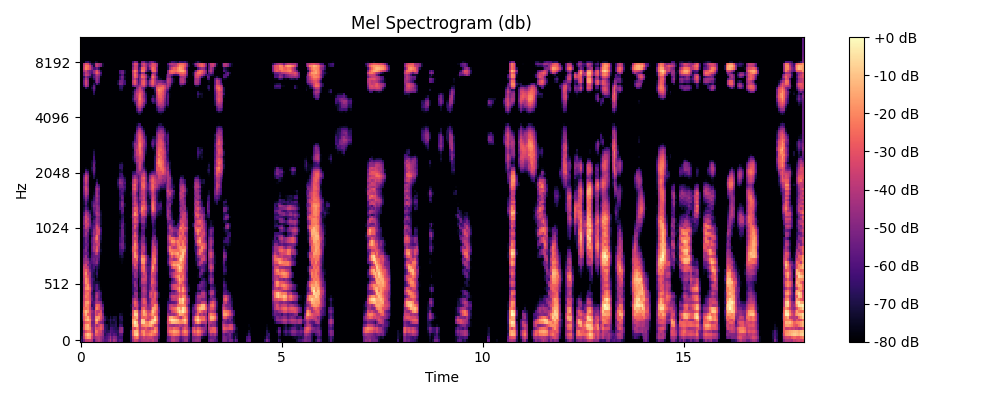 Mel Spectrogram (db)
Hz
8192
4096
2048
1024
512
0
0 5 10 15
Time
+0 dB
-10 dB
-20 dB
-30 dB
-40 dB
-50 dB
-60 dB
-70 dB
-80 dB